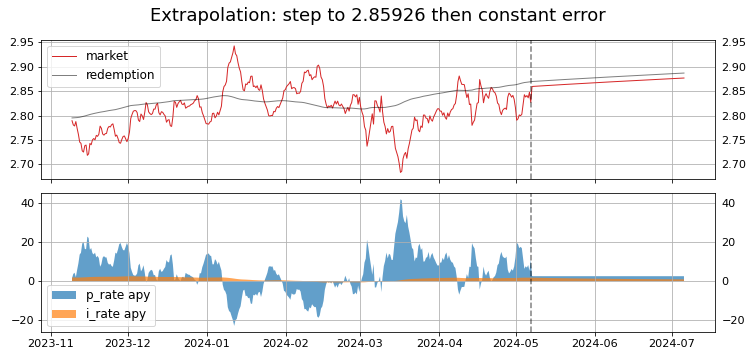 Extrapolation: step to 2.85926 then constant error
2.95 2.95
market
redemption
2.90 2.90
2.85 2.85
2.80 2.80
2.75 2.75
2.70 2.70
40 40
20 20
0 0
p_rate apy
i_rate apy
−20 −20
2023-11 2023-12 2024-01 2024-02 2024-03 2024-04 2024-05 2024-06 2024-07